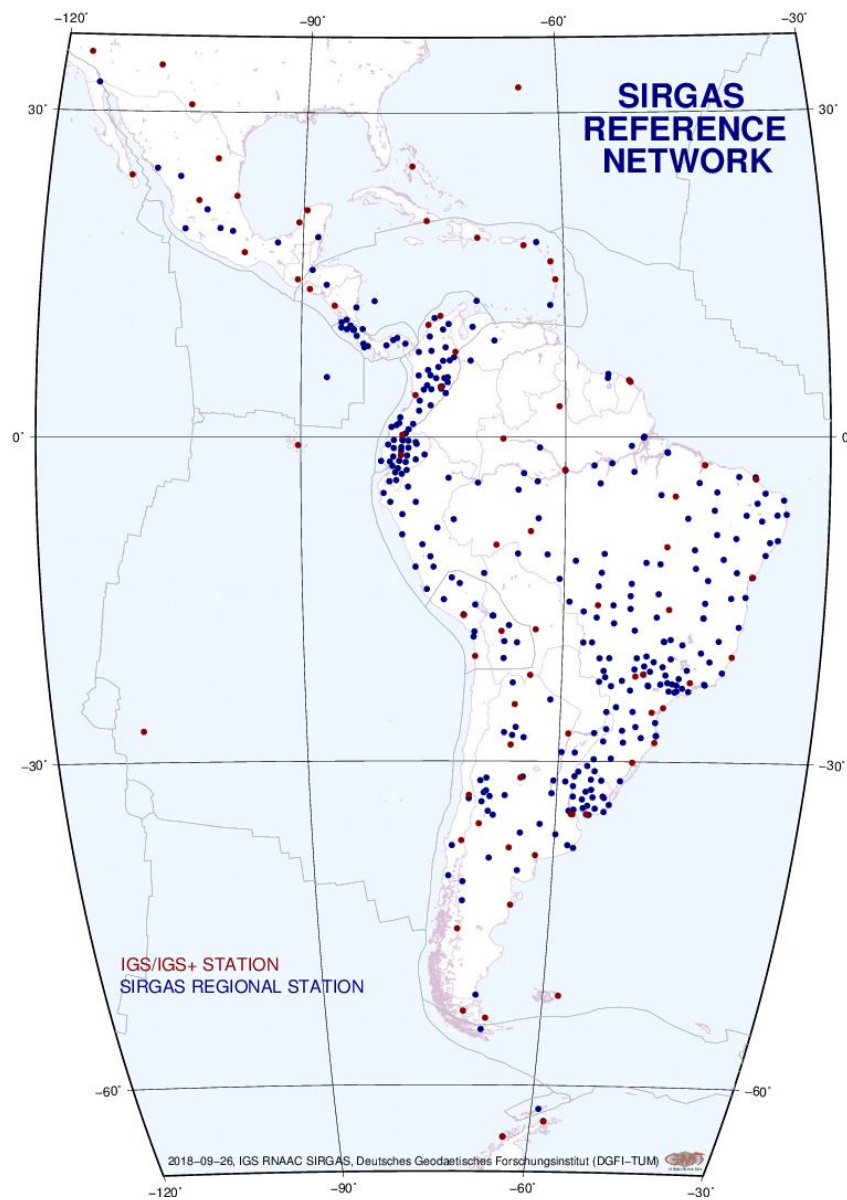 −120˚ −90˚ −60˚ −30˚
30˚ 30˚
SIRGAS
REFERENCE
NETWORK
0˚ 0˚
−30˚ −30˚
IGS/IGS+ STATION
SIRGAS REGIONAL STATION
−60˚ −60˚
2018−09−26, IGS RNAAC SIRGAS, Deutsches Geodaetisches Forschungsinstitut (DGFI−TUM) GMT
−120˚ −90˚ −60˚ −30˚